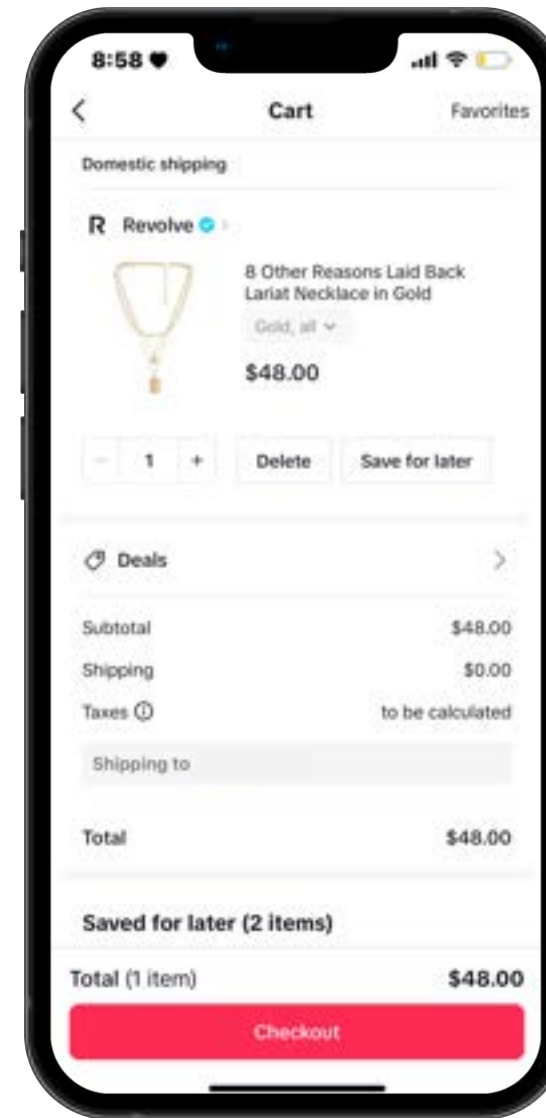 8:58
Cart
Favorites
Domestic shipping
R Revolve
8 Other Reasons Laid Back
Lariat Necklace in Gold
Gold, all
$48.00
- 1 +
Delete
Save for later
Deals
Subtotal $48.00
Shipping $0.00
Taxes to be calculated
Shipping to
Total $48.00
Saved for later (2 items)
Total (1 item) $48.00
Checkout